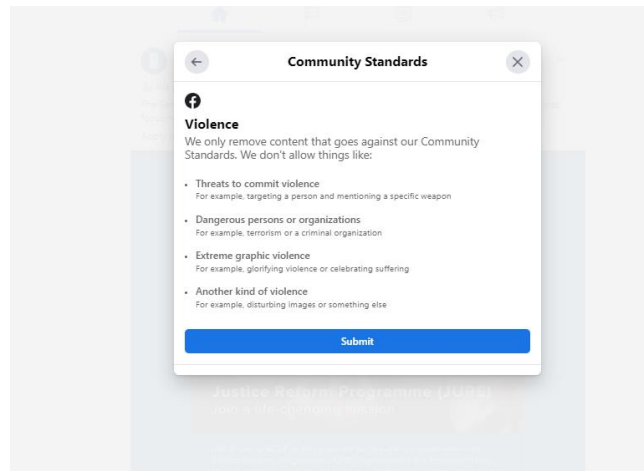 Community Standards
Violence
We only remove content that goes against our Community
Standards. We don't allow things like:
Threats to commit violence
For example, targeting a person and mentioning a specific weapon
Dangerous persons or organizations
For example, terrorism or a criminal organization
Extreme graphic violence
For example, glorifying violence or celebrating suffering
Another kind of violence
For example, disturbing images or something else
Submit
Justice Reform Programme (JURE)
Join a life-changing mission